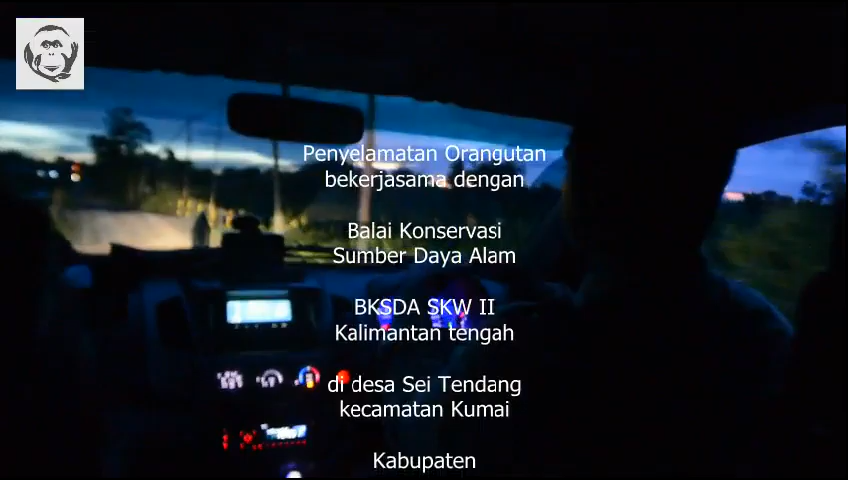 Penyelamatan Orangutan
bekerjasama dengan
Balai Konservasi
Sumber Daya Alam
BKSDA SKW II
Kalimantan tengah
di desa Sei Tendang
kecamatan Kumai
Kabupaten